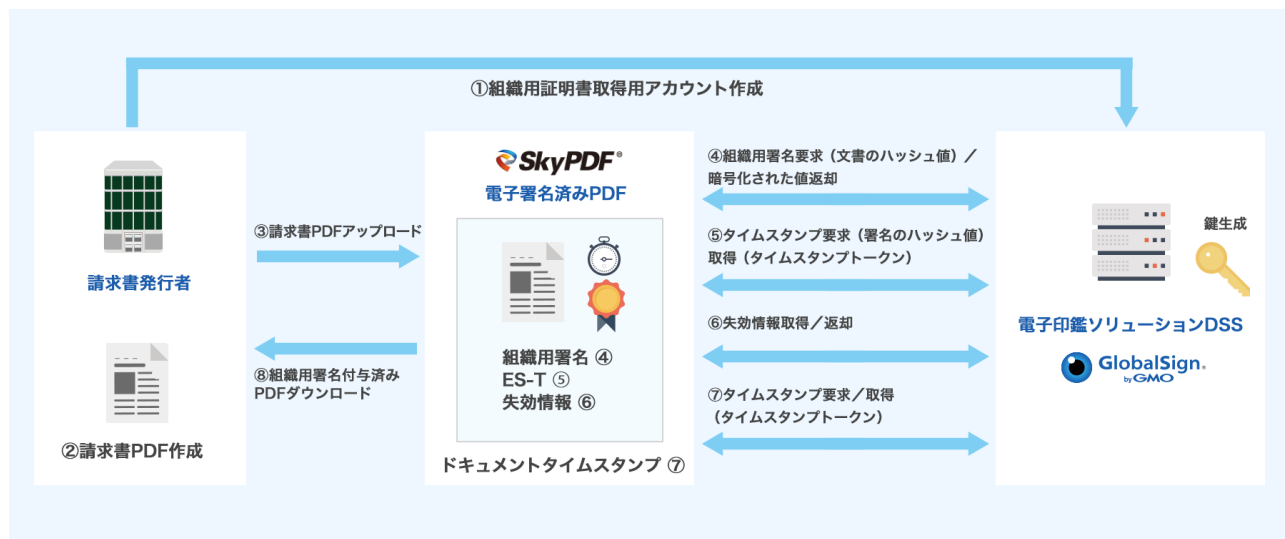 ①組織用証明書取得用アカウント作成
請求書発行者
②請求書PDF作成
③請求書PDFアップロード
⑧組織用署名付与済み
PDFダウンロード
SkyPDF®
電子署名済みPDF
組織用署名 ④
ES-T ⑤
失効情報 ⑥
ドキュメントタイムスタンプ ⑦
④組織用署名要求（文書のハッシュ値）／
暗号化された値返却
⑤タイムスタンプ要求（署名のハッシュ値）
取得（タイムスタンプトークン）
⑥失効情報取得／返却
⑦タイムスタンプ要求／取得
（タイムスタンプトークン）
鍵生成
電子印鑑ソリューションDSS
GlobalSign.
by GMO